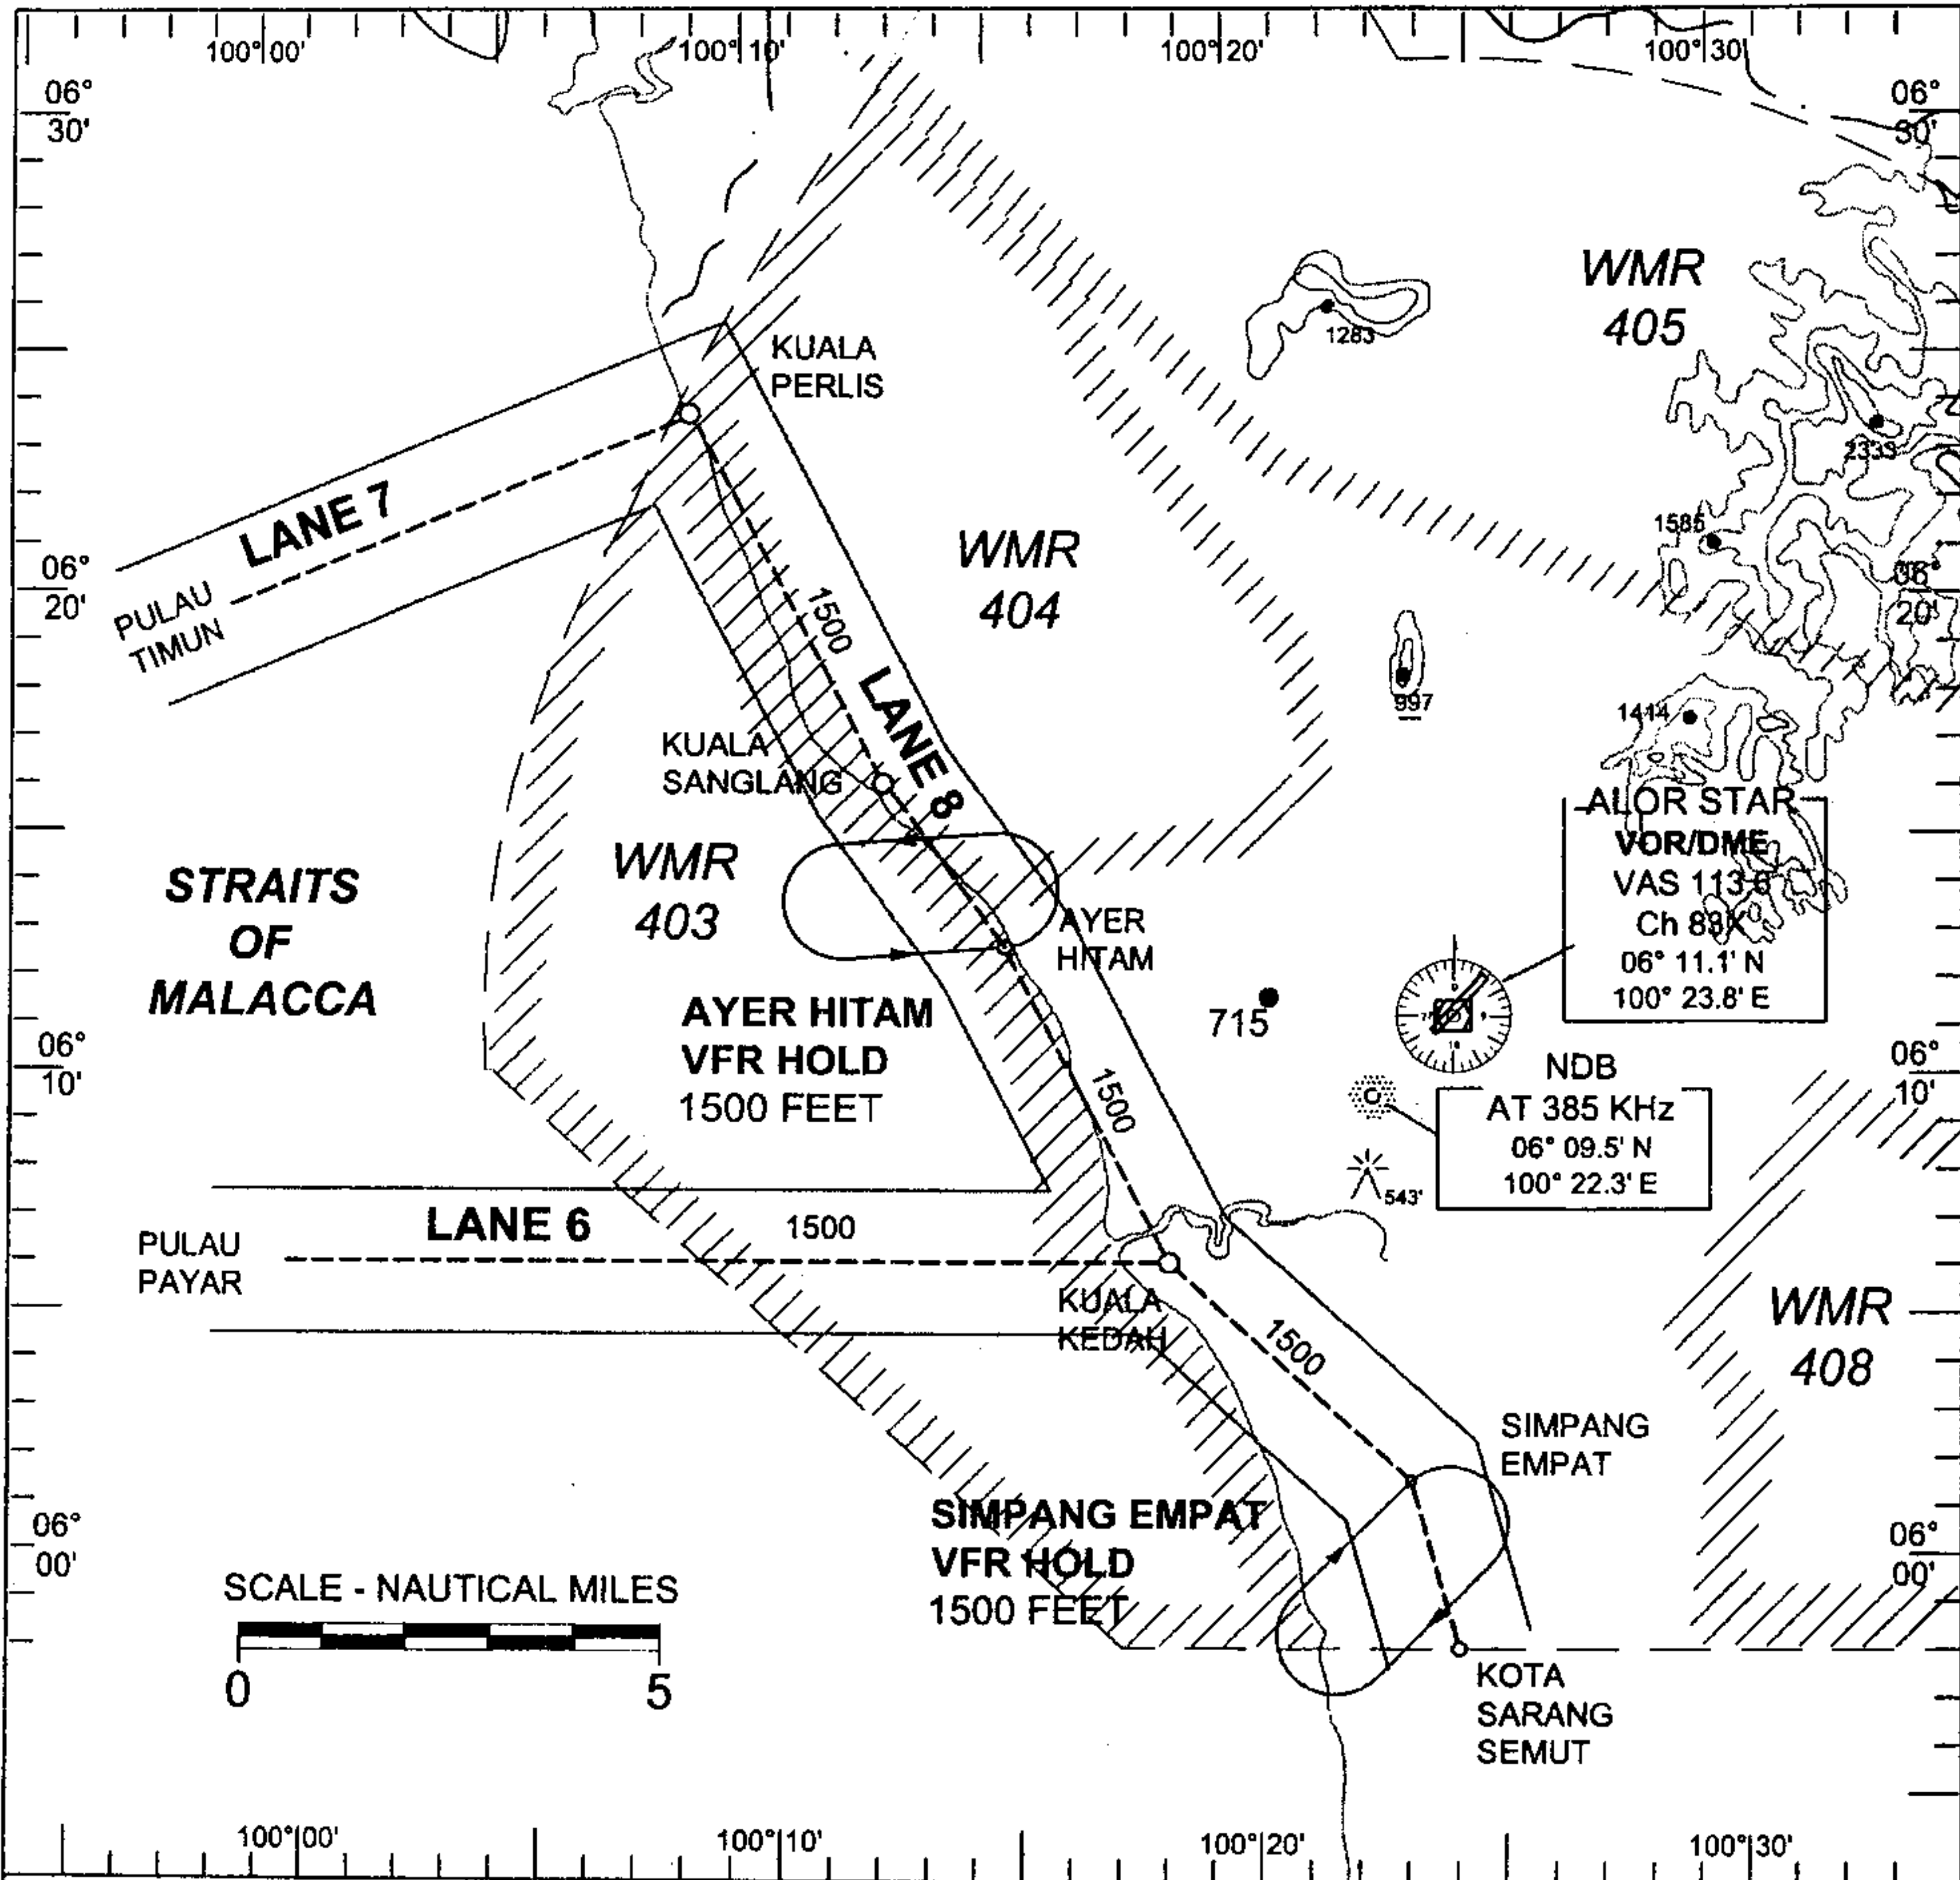 100°00'
100°10'
100°20'
100°30'
06°
30'
06°
30'
WMR
405
1283
KUALA
PERLIS
2333
LANE 7
PULAU
TIMUN
06°
20'
WMR
404
1585
06°
20'
1500
LANE 8
997
1414
KUALA
SANGLANG
WMR
403
STRAITS
OF
MALACCA
AYER
HITAM
AYER HITAM
VFR HOLD
1500 FEET
715
ALOR STAR
VOR/DME
VAS 113.6
Ch 83X
06° 11.1' N
100° 23.8' E
06°
10'
06°
10'
1500
NDB
AT 385 KHz
06° 09.5' N
100° 22.3' E
543'
LANE 6
1500
PULAU
PAYAR
KUALA
KEDAH
1500
WMR
408
SIMPANG
EMPAT
SIMPANG EMPAT
VFR HOLD
1500 FEET
06°
00'
06°
00'
SCALE - NAUTICAL MILES
0
5
KOTA
SARANG
SEMUT
100°00'
100°10'
100°20'
100°30'